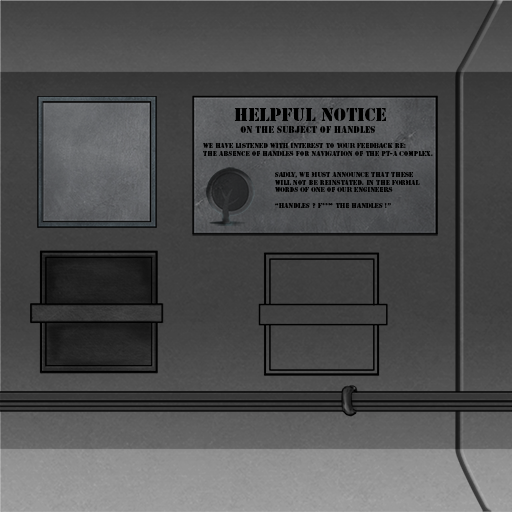 HELPFUL NOTICE
ON THE SUBJECT OF HANDLES
WE HAVE LISTENED WITH INTEREST TO YOUR FEEDBACK RE:
THE ABSENCE OF HANDLES FOR NAVIGATION OF THE PT-A COMPLEX.
SADLY, WE MUST ANNOUNCE THAT THESE
WILL NOT BE REINSTATED. IN THE FORMAL
WORDS OF ONE OF OUR ENGINEERS
"HANDLES ? F*** THE HANDLES !"